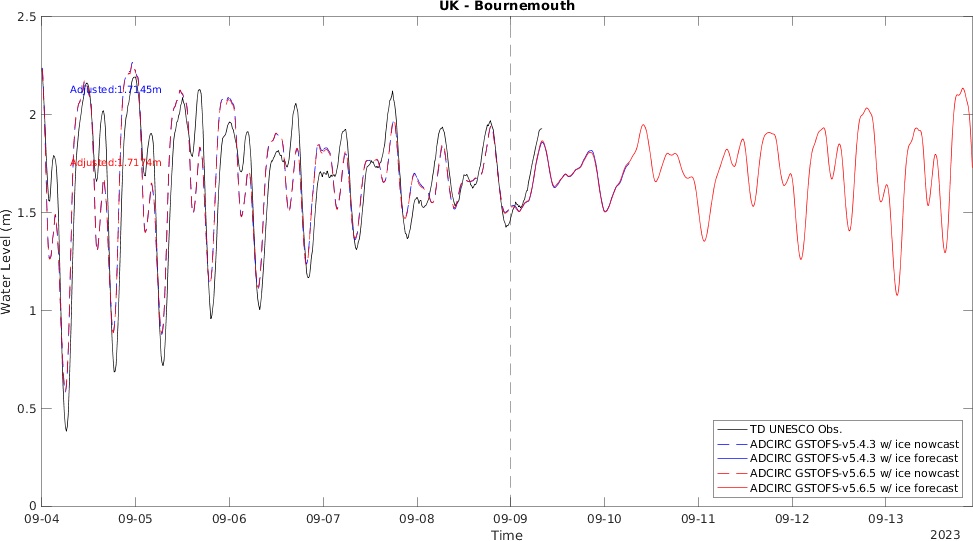 UK - Bournemouth
2.5
2
1.5
1
0.5
0
Water Level (m)
Adjusted:1.7145m
Adjusted:1.7174m
TD UNESCO Obs.
ADCIRC GSTOFS-v5.4.3 w/ ice nowcast
ADCIRC GSTOFS-v5.4.3 w/ ice forecast
ADCIRC GSTOFS-v5.6.5 w/ ice nowcast
ADCIRC GSTOFS-v5.6.5 w/ ice forecast
09-04 09-05 09-06 09-07 09-08 09-09 09-10 09-11 09-12 09-13
Time
2023